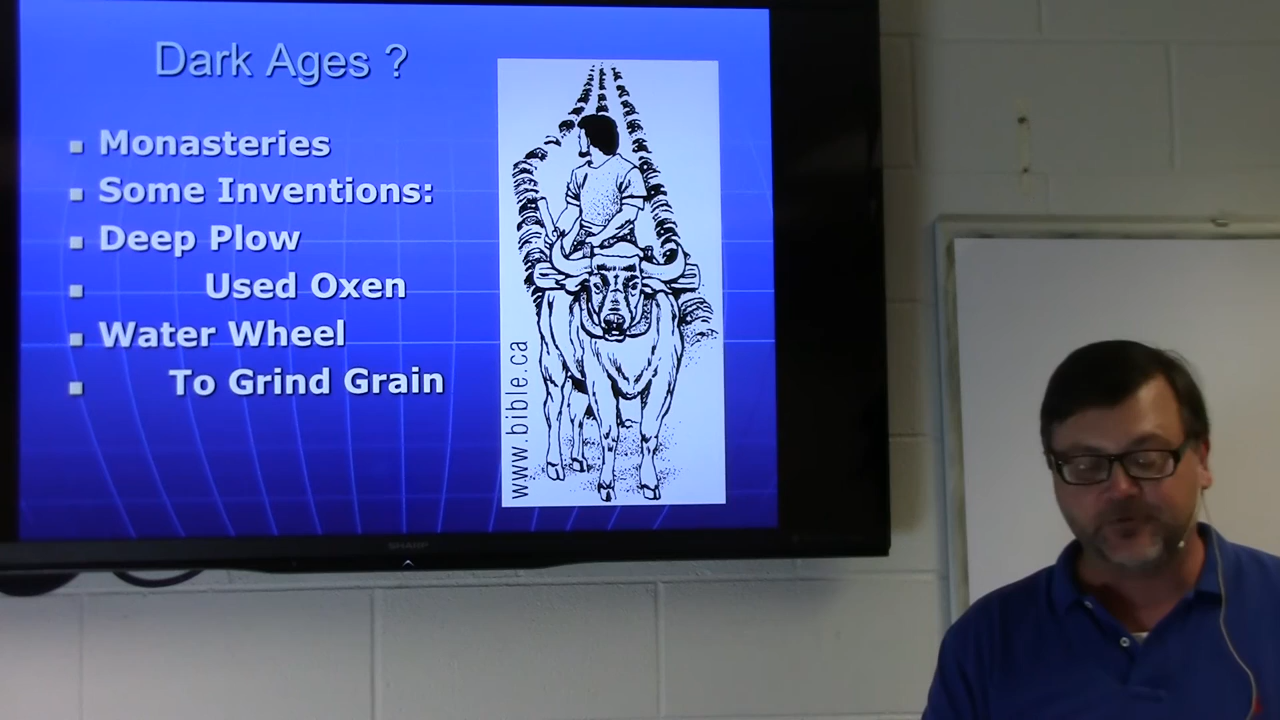 Dark Ages ?
Monasteries
Some Inventions:
Deep Plow
Used Oxen
Water Wheel
To Grind Grain
www.bible.ca
SHARP